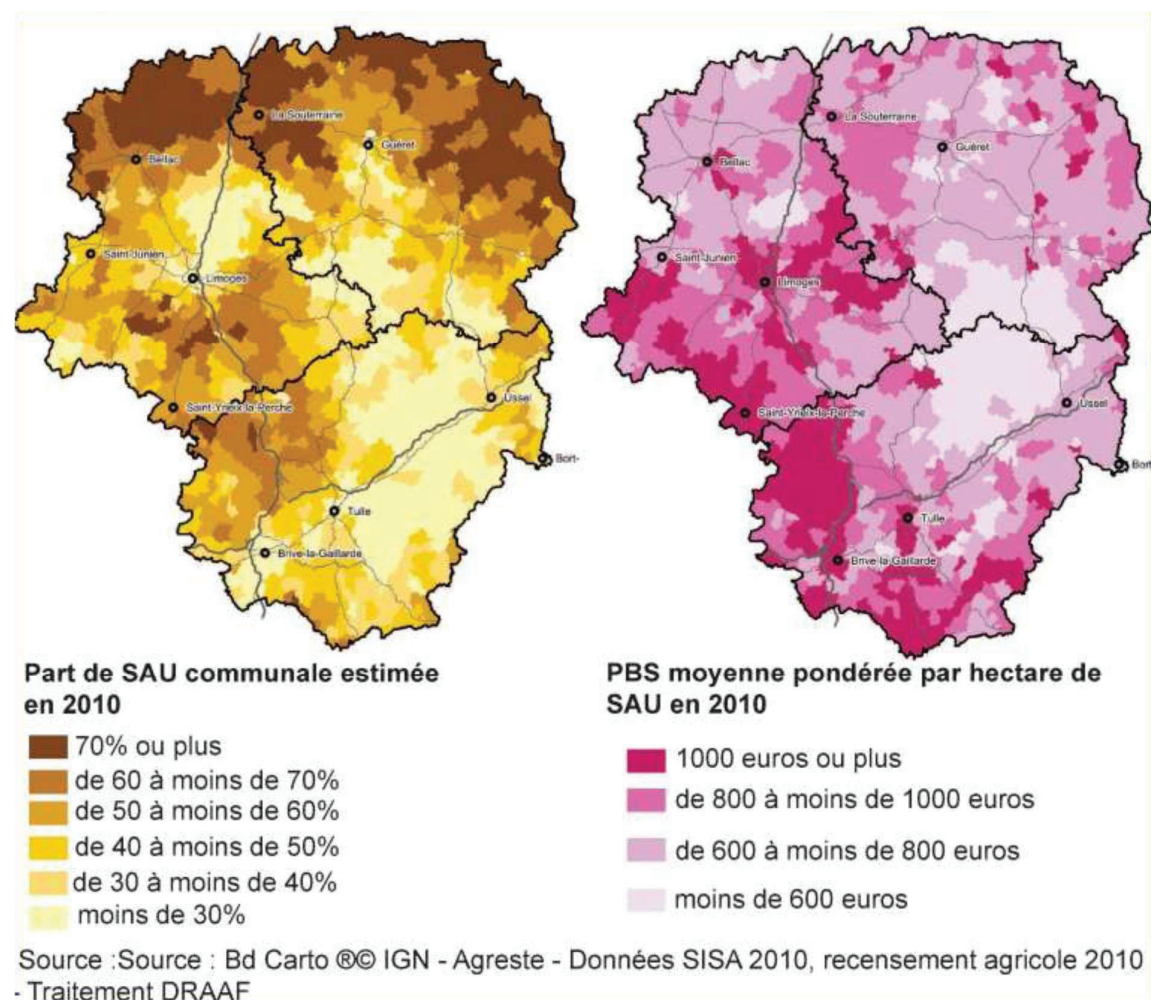 La Souterraine
Guéret
Bellac
Saint-Junien
Limoges
Saint-Yrieix-la-Perche
Ussel
Bort-
Tulle
Brive-la-Gaillarde
La Souterraine
Guéret
Bellac
Saint-Junien
Limoges
Saint-Yrieix-la-Perche
Ussel
Bort
Tulle
Brive-la-Gaillarde
Part de SAU communale estimée
en 2010
70% ou plus
de 60 à moins de 70%
de 50 à moins de 60%
de 40 à moins de 50%
de 30 à moins de 40%
moins de 30%
PBS moyenne pondérée par hectare de
SAU en 2010
1000 euros ou plus
de 800 à moins de 1000 euros
de 600 à moins de 800 euros
moins de 600 euros
Source :Source : Bd Carto ®© IGN - Agreste - Données SISA 2010, recensement agricole 2010
- Traitement DRAAF